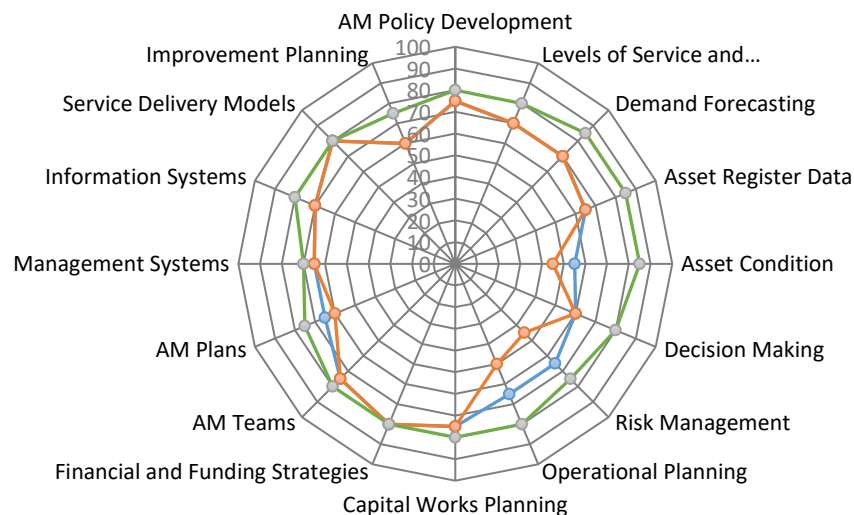 AM Policy Development
Levels of Service and…
Demand Forecasting
Asset Register Data
Asset Condition
Decision Making
Risk Management
Operational Planning
Capital Works Planning
Financial and Funding Strategies
AM Teams
AM Plans
Management Systems
Information Systems
Service Delivery Models
Improvement Planning
100
90
80
70
60
50
40
30
20
10
0